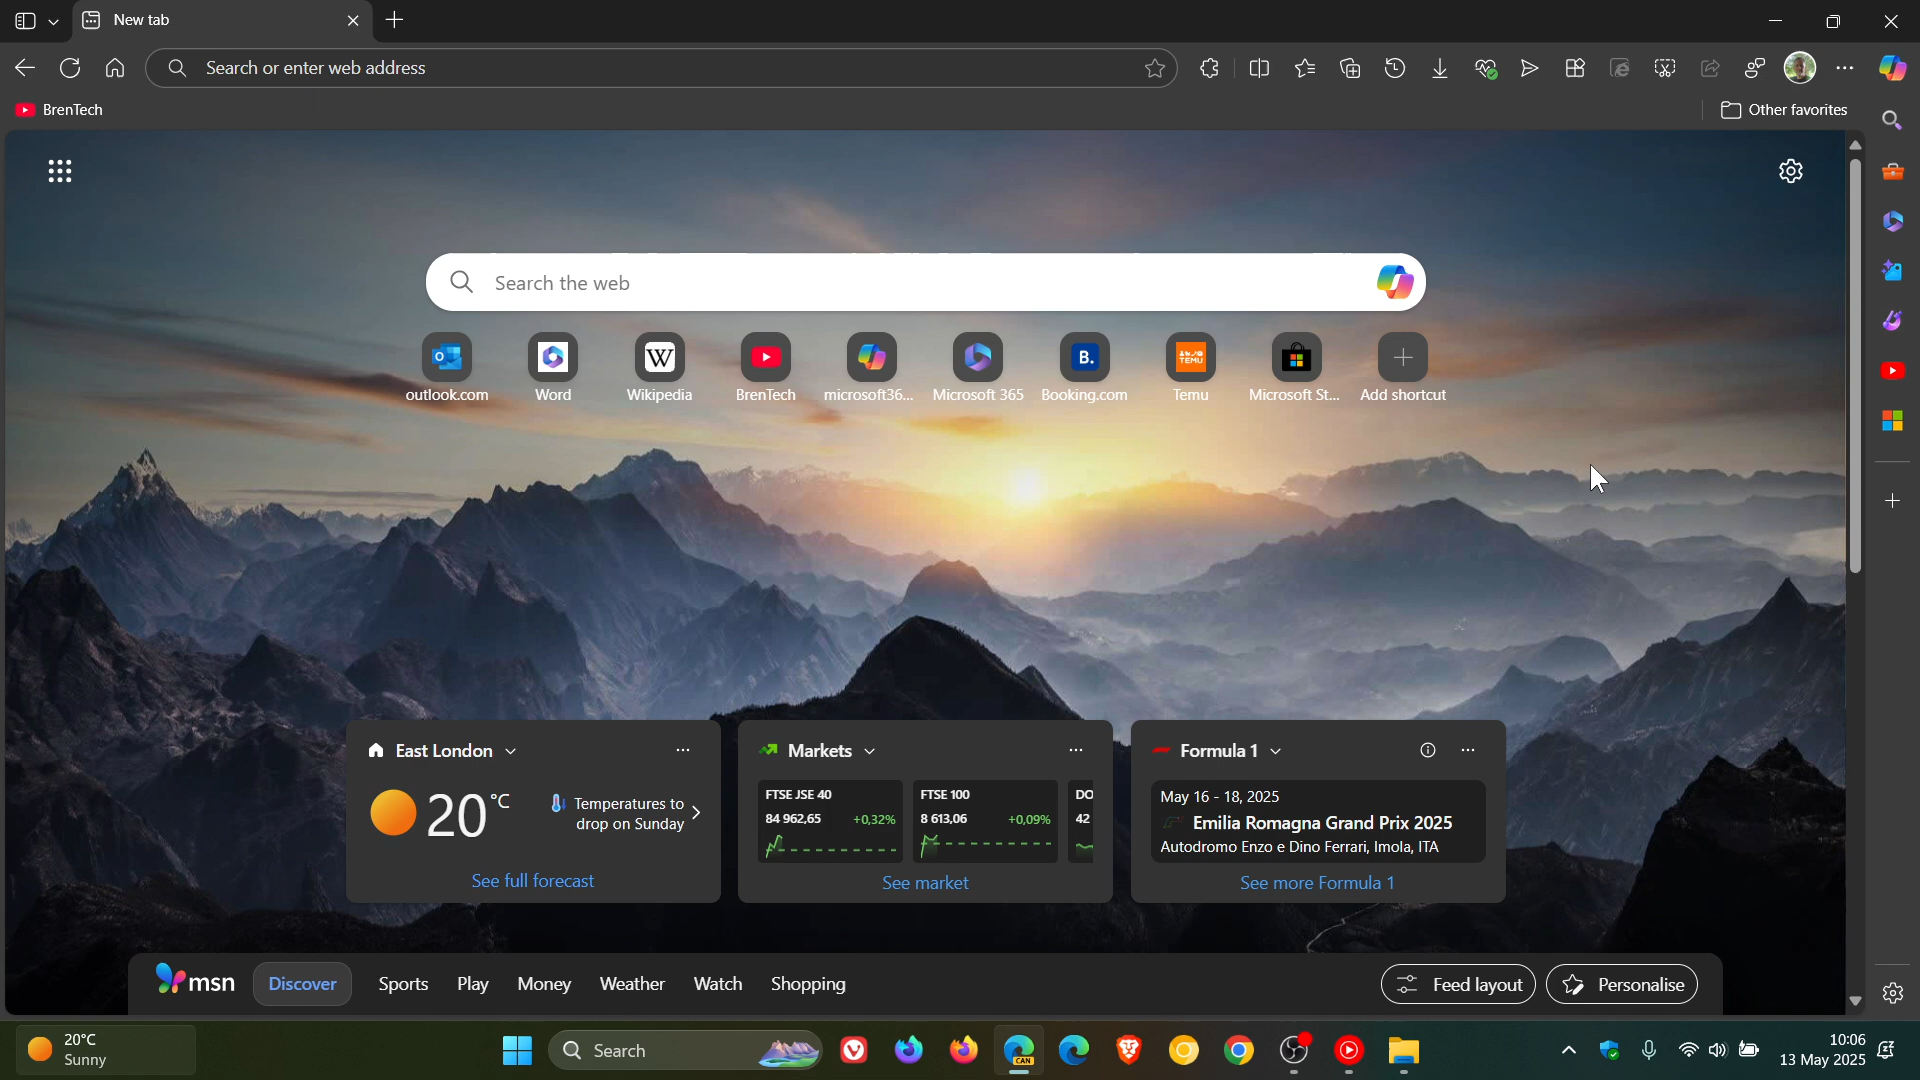 New tab
Search or enter web address
BrenTech
Other favorites
Search the web
outlook.com
Word
Wikipedia
BrenTech
microsoft36...
Microsoft 365
Booking.com
Temu
Microsoft St...
Add shortcut
East London
20°C
Temperatures to
drop on Sunday
See full forecast
Markets
FTSE JSE 40
84 962,65 +0,32%
FTSE 100
8 613,06 +0,09%
DO
42
See market
Formula 1
May 16 - 18, 2025
Emilia Romagna Grand Prix 2025
Autodromo Enzo e Dino Ferrari, Imola, ITA
See more Formula 1
msn
Discover
Sports
Play
Money
Weather
Watch
Shopping
Feed layout
Personalise
20°C
Sunny
Search
CAN
10:06
13 May 2025